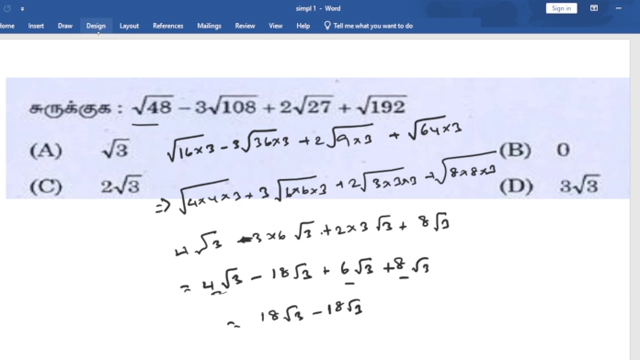 simpl 1 - Word
Sign in
Home Insert Draw Design Layout References Mailings Review View Help Tell me what you want to do
சுருக்குக : √48 − 3√108 + 2√27 + √192
(A) √3
(B) 0
(C) 2√3
(D) 3√3
√16×3 − 3√36×3 + 2√9×3 + √64×3
⇒ √4×4×3 + 3√6×6×3 + 2√3×3×3 + √8×8×3
4√3 − 3×6√3 + 2×3√3 + 8√3
= 4√3 − 18√3 + 6√3 + 8√3
= 18√3 − 18√3